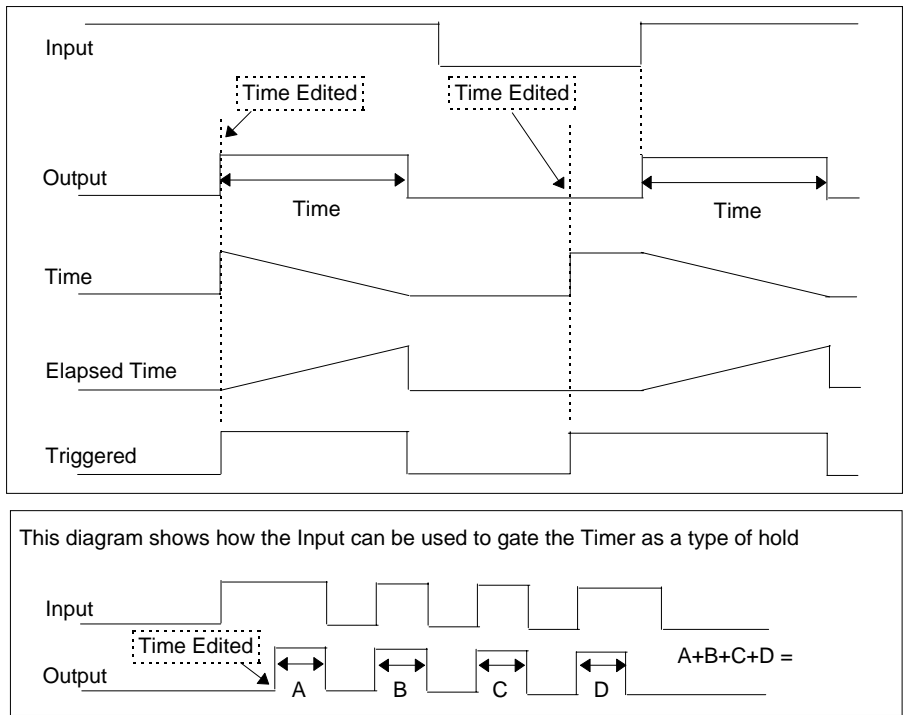 Input
Time Edited
Time Edited
Output
Time
Time
Time
Elapsed Time
Triggered
This diagram shows how the Input can be used to gate the Timer as a type of hold
Input
Time Edited
A+B+C+D =
Output
A
B
C
D